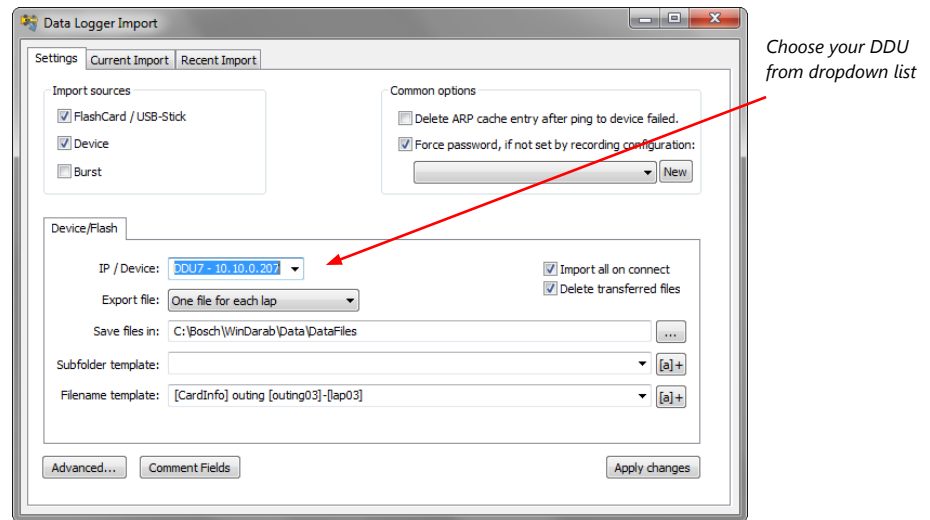 Data Logger Import
Choose your DDU
from dropdown list
Settings
Current Import
Recent Import
Import sources
FlashCard / USB-Stick
Device
Burst
Common options
Delete ARP cache entry after ping to device failed.
Force password, if not set by recording configuration:
New
Device/Flash
IP / Device:
DDU7 - 10.10.0.207
Import all on connect
Delete transferred files
Export file:
One file for each lap
Save files in:
C:\Bosch\WinDarab\Data\DataFiles
...
Subfolder template:
[a]+
Filename template:
[CardInfo] outing [outing03]-[lap03]
[a]+
Advanced...
Comment Fields
Apply changes